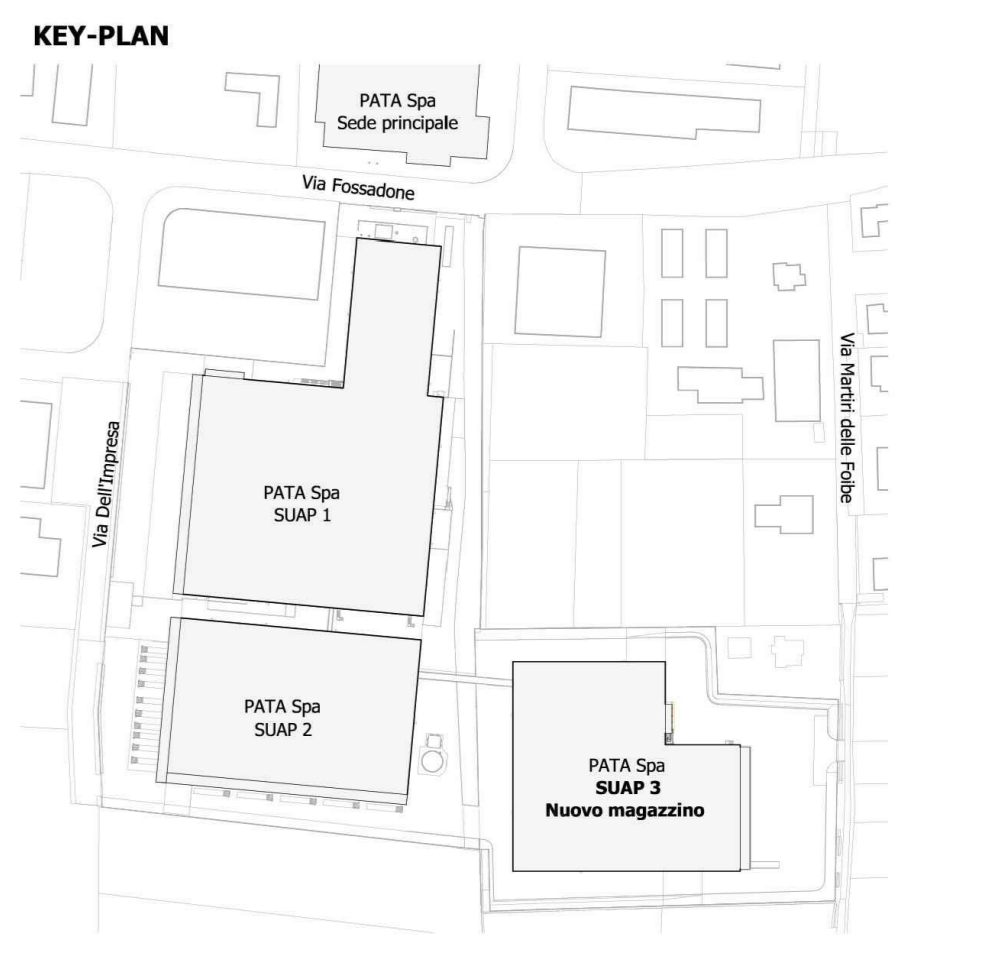 KEY-PLAN
PATA Spa
Sede principale
Via Fossadone
Via Martiri delle Foibe
Via Dell'Impresa
PATA Spa
SUAP 1
PATA Spa
SUAP 2
PATA Spa
SUAP 3
Nuovo magazzino